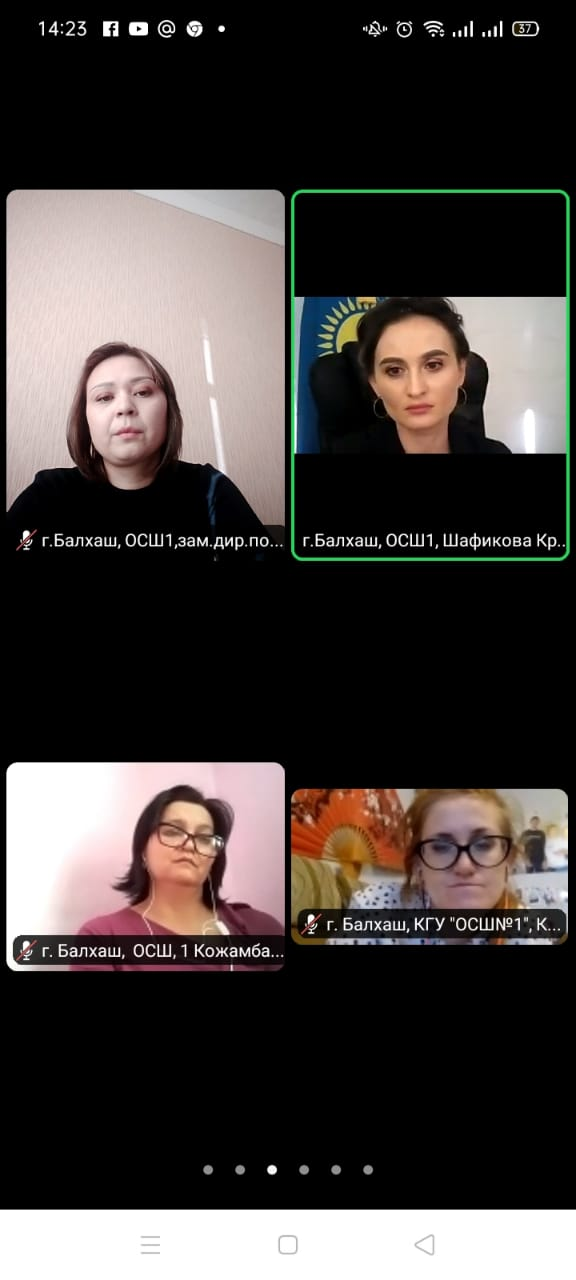 14:23
37
г.Балхаш, ОСШ1,зам.дир.по...
г.Балхаш, ОСШ1, Шафикова Кр...
г. Балхаш, ОСШ, 1 Кожамба...
г. Балхаш, КГУ "ОСШ№1", К...